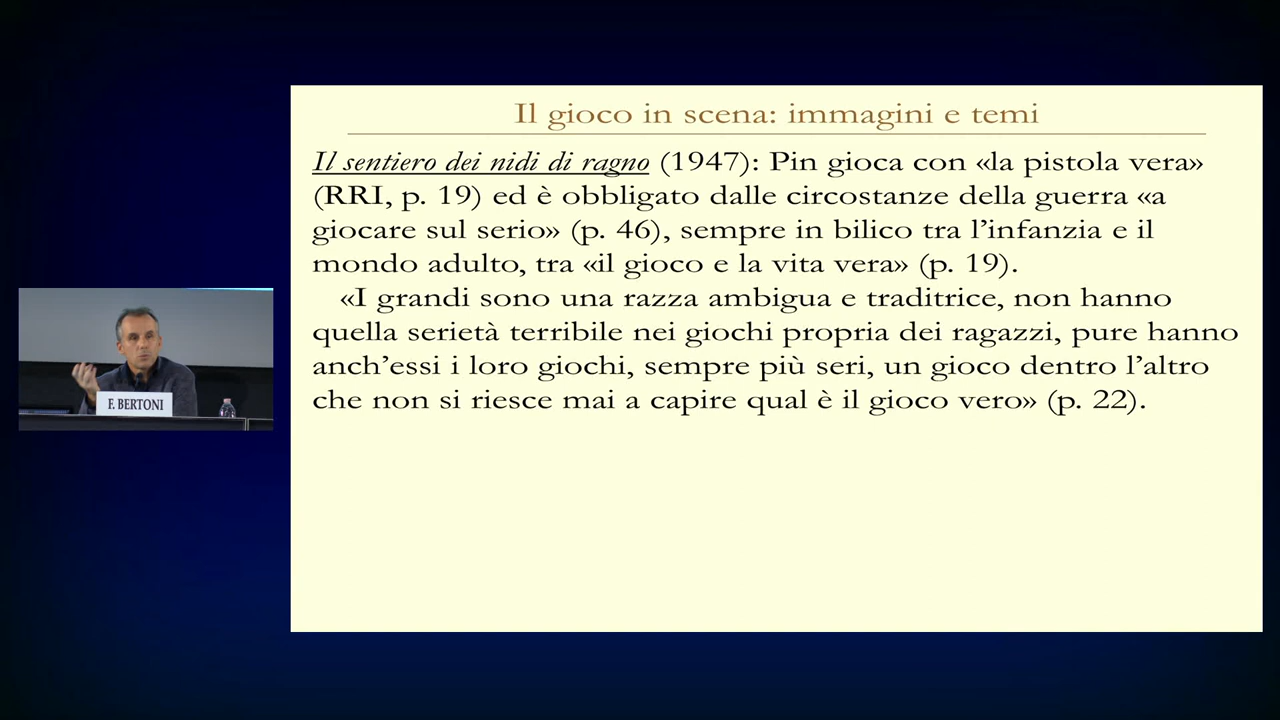 Il gioco in scena: immagini e temi
Il sentiero dei nidi di ragno (1947): Pin gioca con «la pistola vera»
(RRI, p. 19) ed è obbligato dalle circostanze della guerra «a
giocare sul serio» (p. 46), sempre in bilico tra l’infanzia e il
mondo adulto, tra «il gioco e la vita vera» (p. 19).
«I grandi sono una razza ambigua e traditrice, non hanno
quella serietà terribile nei giochi propria dei ragazzi, pure hanno
anch’essi i loro giochi, sempre più seri, un gioco dentro l’altro
che non si riesce mai a capire qual è il gioco vero» (p. 22).
F. BERTONI